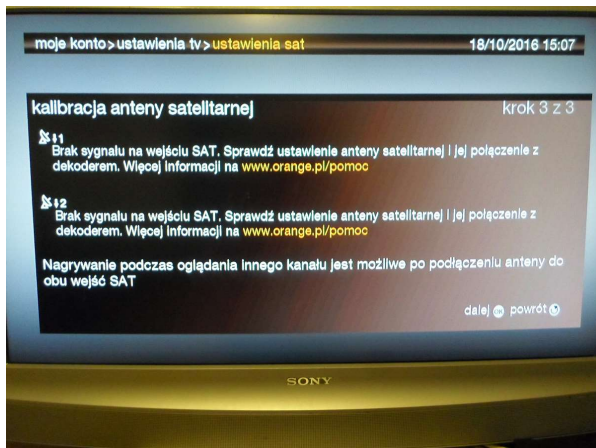 moje konto>ustawienia tv>ustawienia sat
18/10/2016 15:07
kalibracja anteny satelitarnej
krok 3 z 3
1
Brak sygnału na wejściu SAT. Sprawdź ustawienie anteny satelitarnej i jej połączenie z
dekoderem. Więcej informacji na www.orange.pl/pomoc
2
Brak sygnału na wejściu SAT. Sprawdź ustawienie anteny satelitarnej i jej połączenie z
dekoderem. Więcej informacji na www.orange.pl/pomoc
Nagrywanie podczas oglądania innego kanału jest możliwe po podłączeniu anteny do
obu wejść SAT
dalej OK powrót
SONY